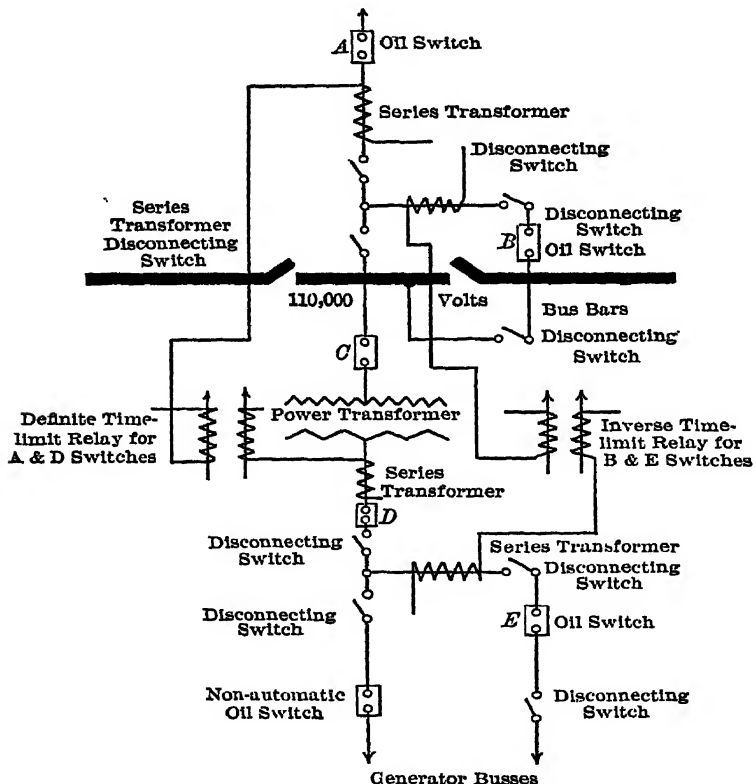 A Oil Switch
Series Transformer
Disconnecting
Switch
Series
Transformer
Disconnecting
Switch
Disconnecting
Switch
B Oil Switch
110,000 Volts
Bus Bars
Disconnecting
Switch
C
Definite Time-
limit Relay for
A & D Switches
Power Transformer
Inverse Time-
limit Relay for
B & E Switches
Series
Transformer
D
Disconnecting
Switch
Series Transformer
Disconnecting
Switch
Disconnecting
Switch
E Oil Switch
Non-automatic
Oil Switch
Disconnecting
Switch
Generator Busses